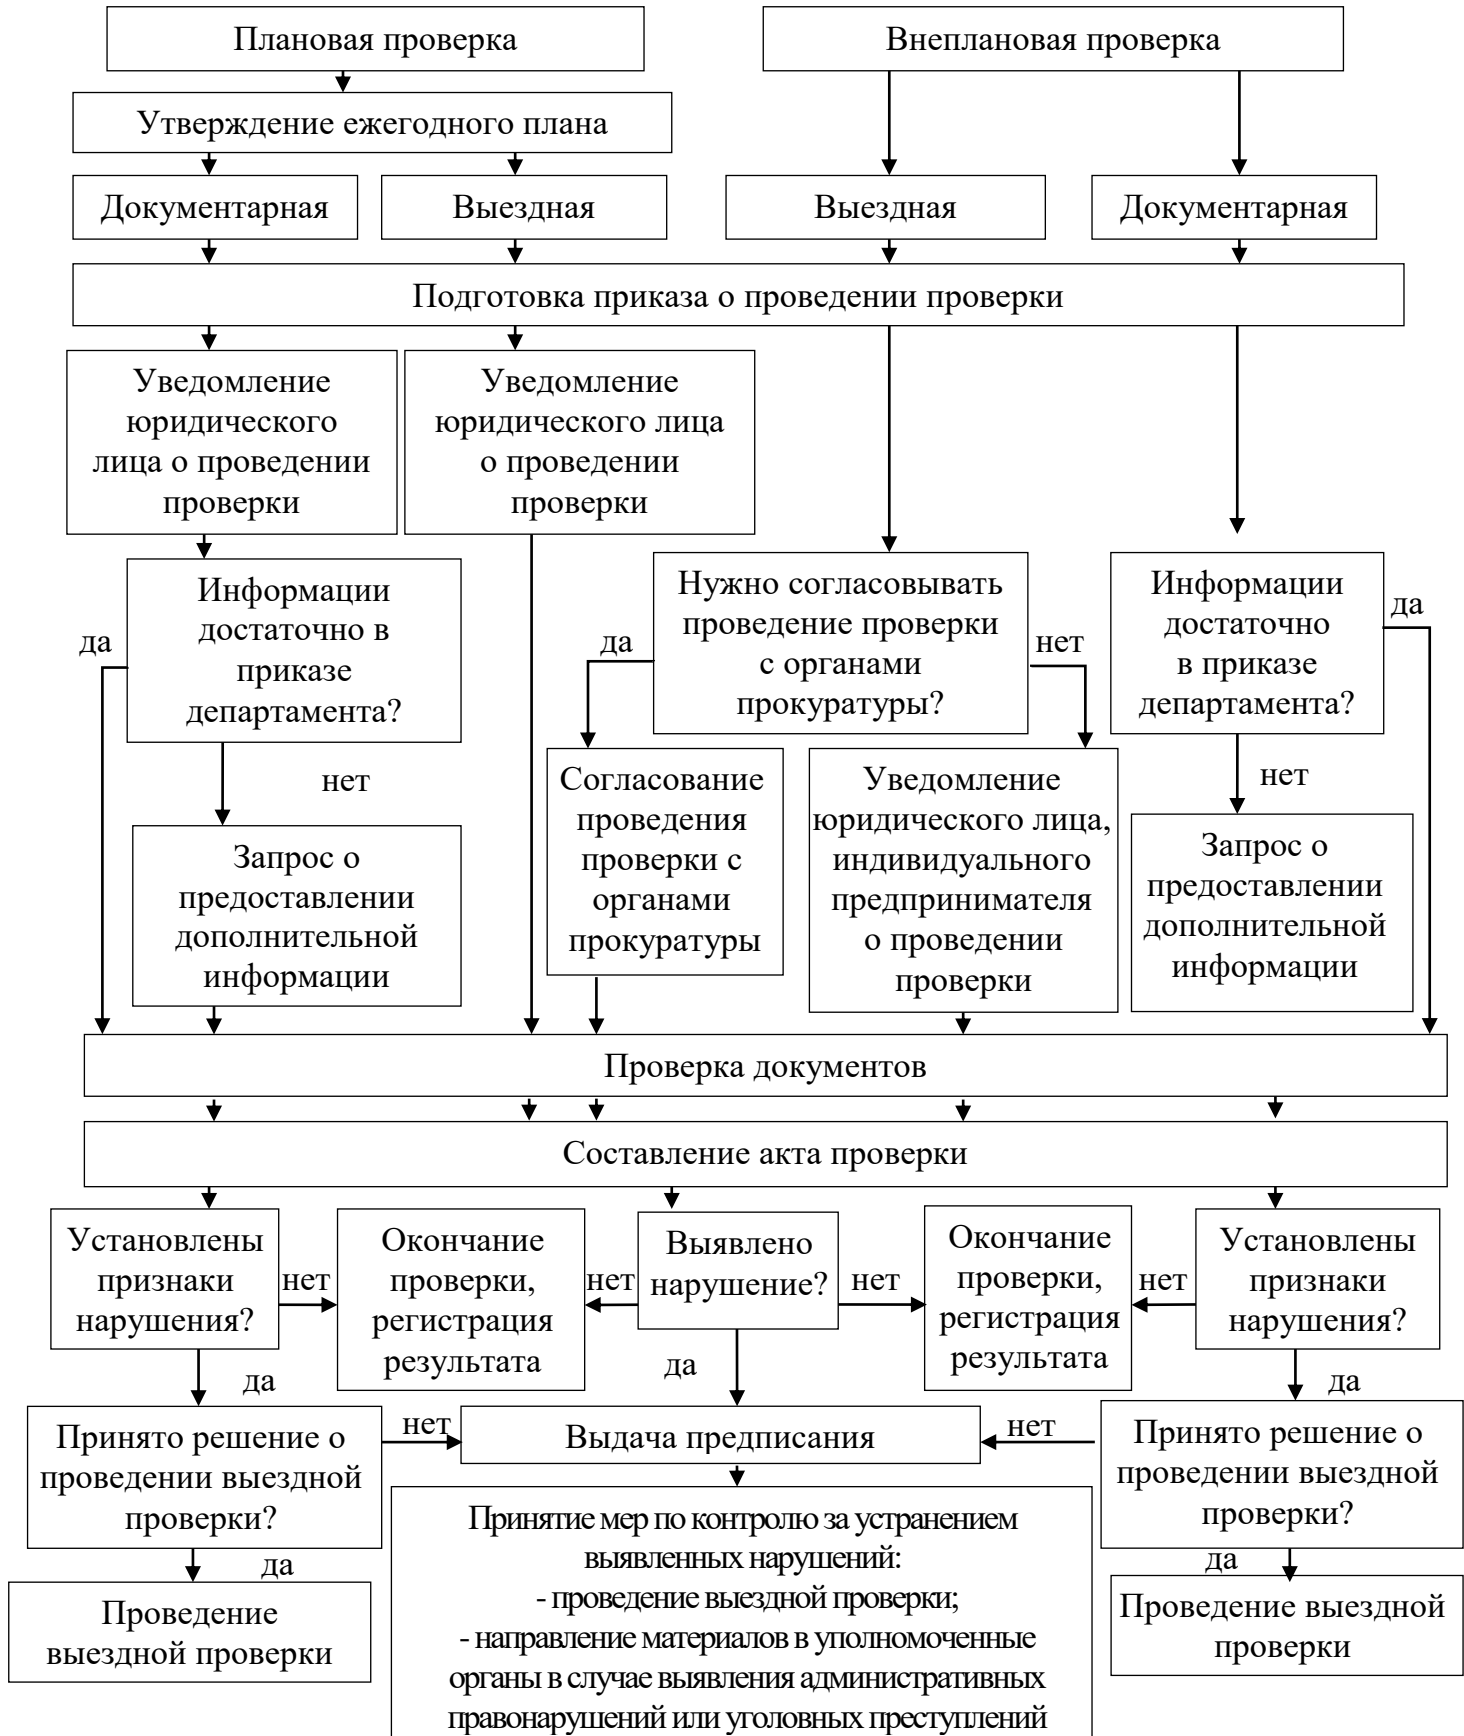 Плановая проверка
Внеплановая проверка
Утверждение ежегодного плана
Документарная
Выездная
Выездная
Документарная
Подготовка приказа о проведении проверки
Уведомление
юридического
лица о проведении
проверки
Уведомление
юридического лица
о проведении
проверки
Информации
достаточно в
приказе
департамента?
да
нет
Нужно согласовывать
проведение проверки
с органами
прокуратуры?
да
нет
Информации
достаточно
в приказе
департамента?
да
нет
Запрос о
предоставлении
дополнительной
информации
Согласование
проведения
проверки с
органами
прокуратуры
Уведомление
юридического лица,
индивидуального
предпринимателя
о проведении
проверки
Запрос о
предоставлении
дополнительной
информации
Проверка документов
Составление акта проверки
Установлены
признаки
нарушения?
нет
да
Окончание
проверки,
регистрация
результата
нет
Выявлено
нарушение?
нет
да
Окончание
проверки,
регистрация
результата
нет
Установлены
признаки
нарушения?
да
Принято решение о
проведении выездной
проверки?
нет
да
Выдача предписания
нет
Принято решение о
проведении выездной
проверки?
да
Проведение
выездной проверки
Принятие мер по контролю за устранением
выявленных нарушений:
- проведение выездной проверки;
- направление материалов в уполномоченные
органы в случае выявления административных
правонарушений или уголовных преступлений
Проведение выездной
проверки